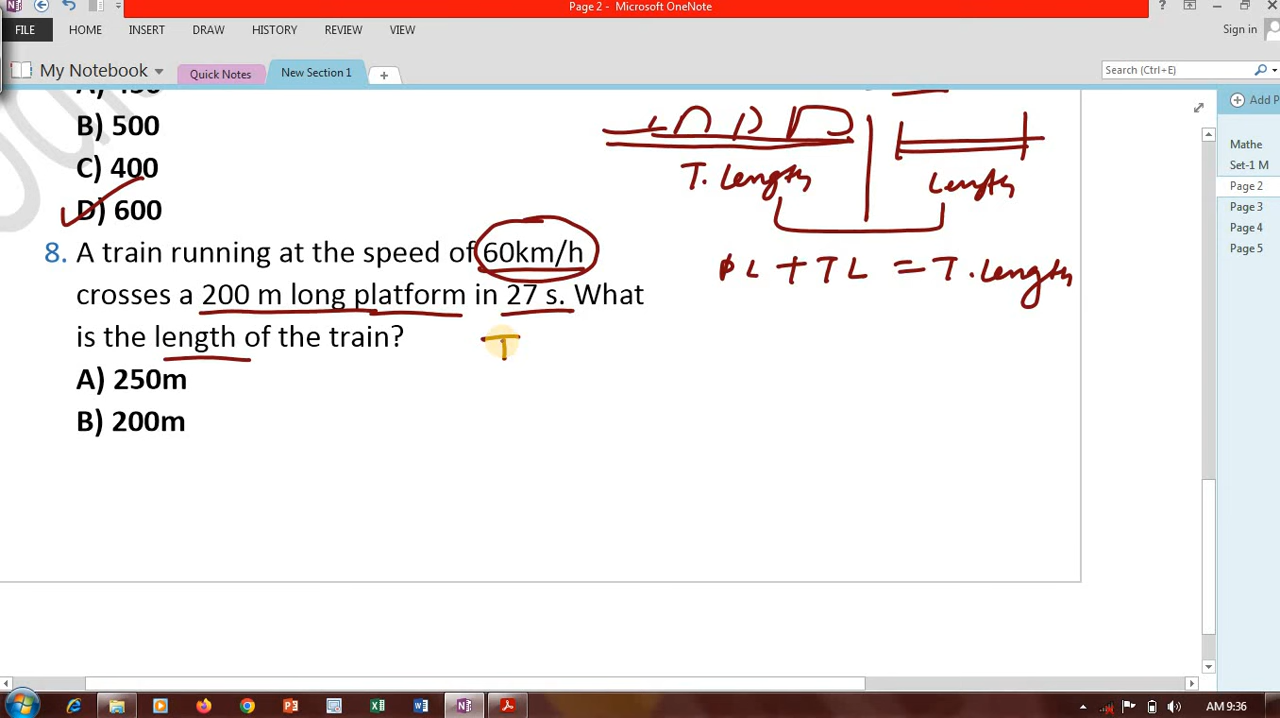 Page 2 - Microsoft OneNote
FILE HOME INSERT DRAW HISTORY REVIEW VIEW Sign in
My Notebook Quick Notes New Section 1 Search (Ctrl+E)
Add P
Mathe
Set-1 M
Page 2
Page 3
Page 4
Page 5
B) 500
C) 400
D) 600
T. Length Length
PL + TL = T. Length
8. A train running at the speed of 60km/h
crosses a 200 m long platform in 27 s. What
is the length of the train?
T
A) 250m
B) 200m
AM 9:36